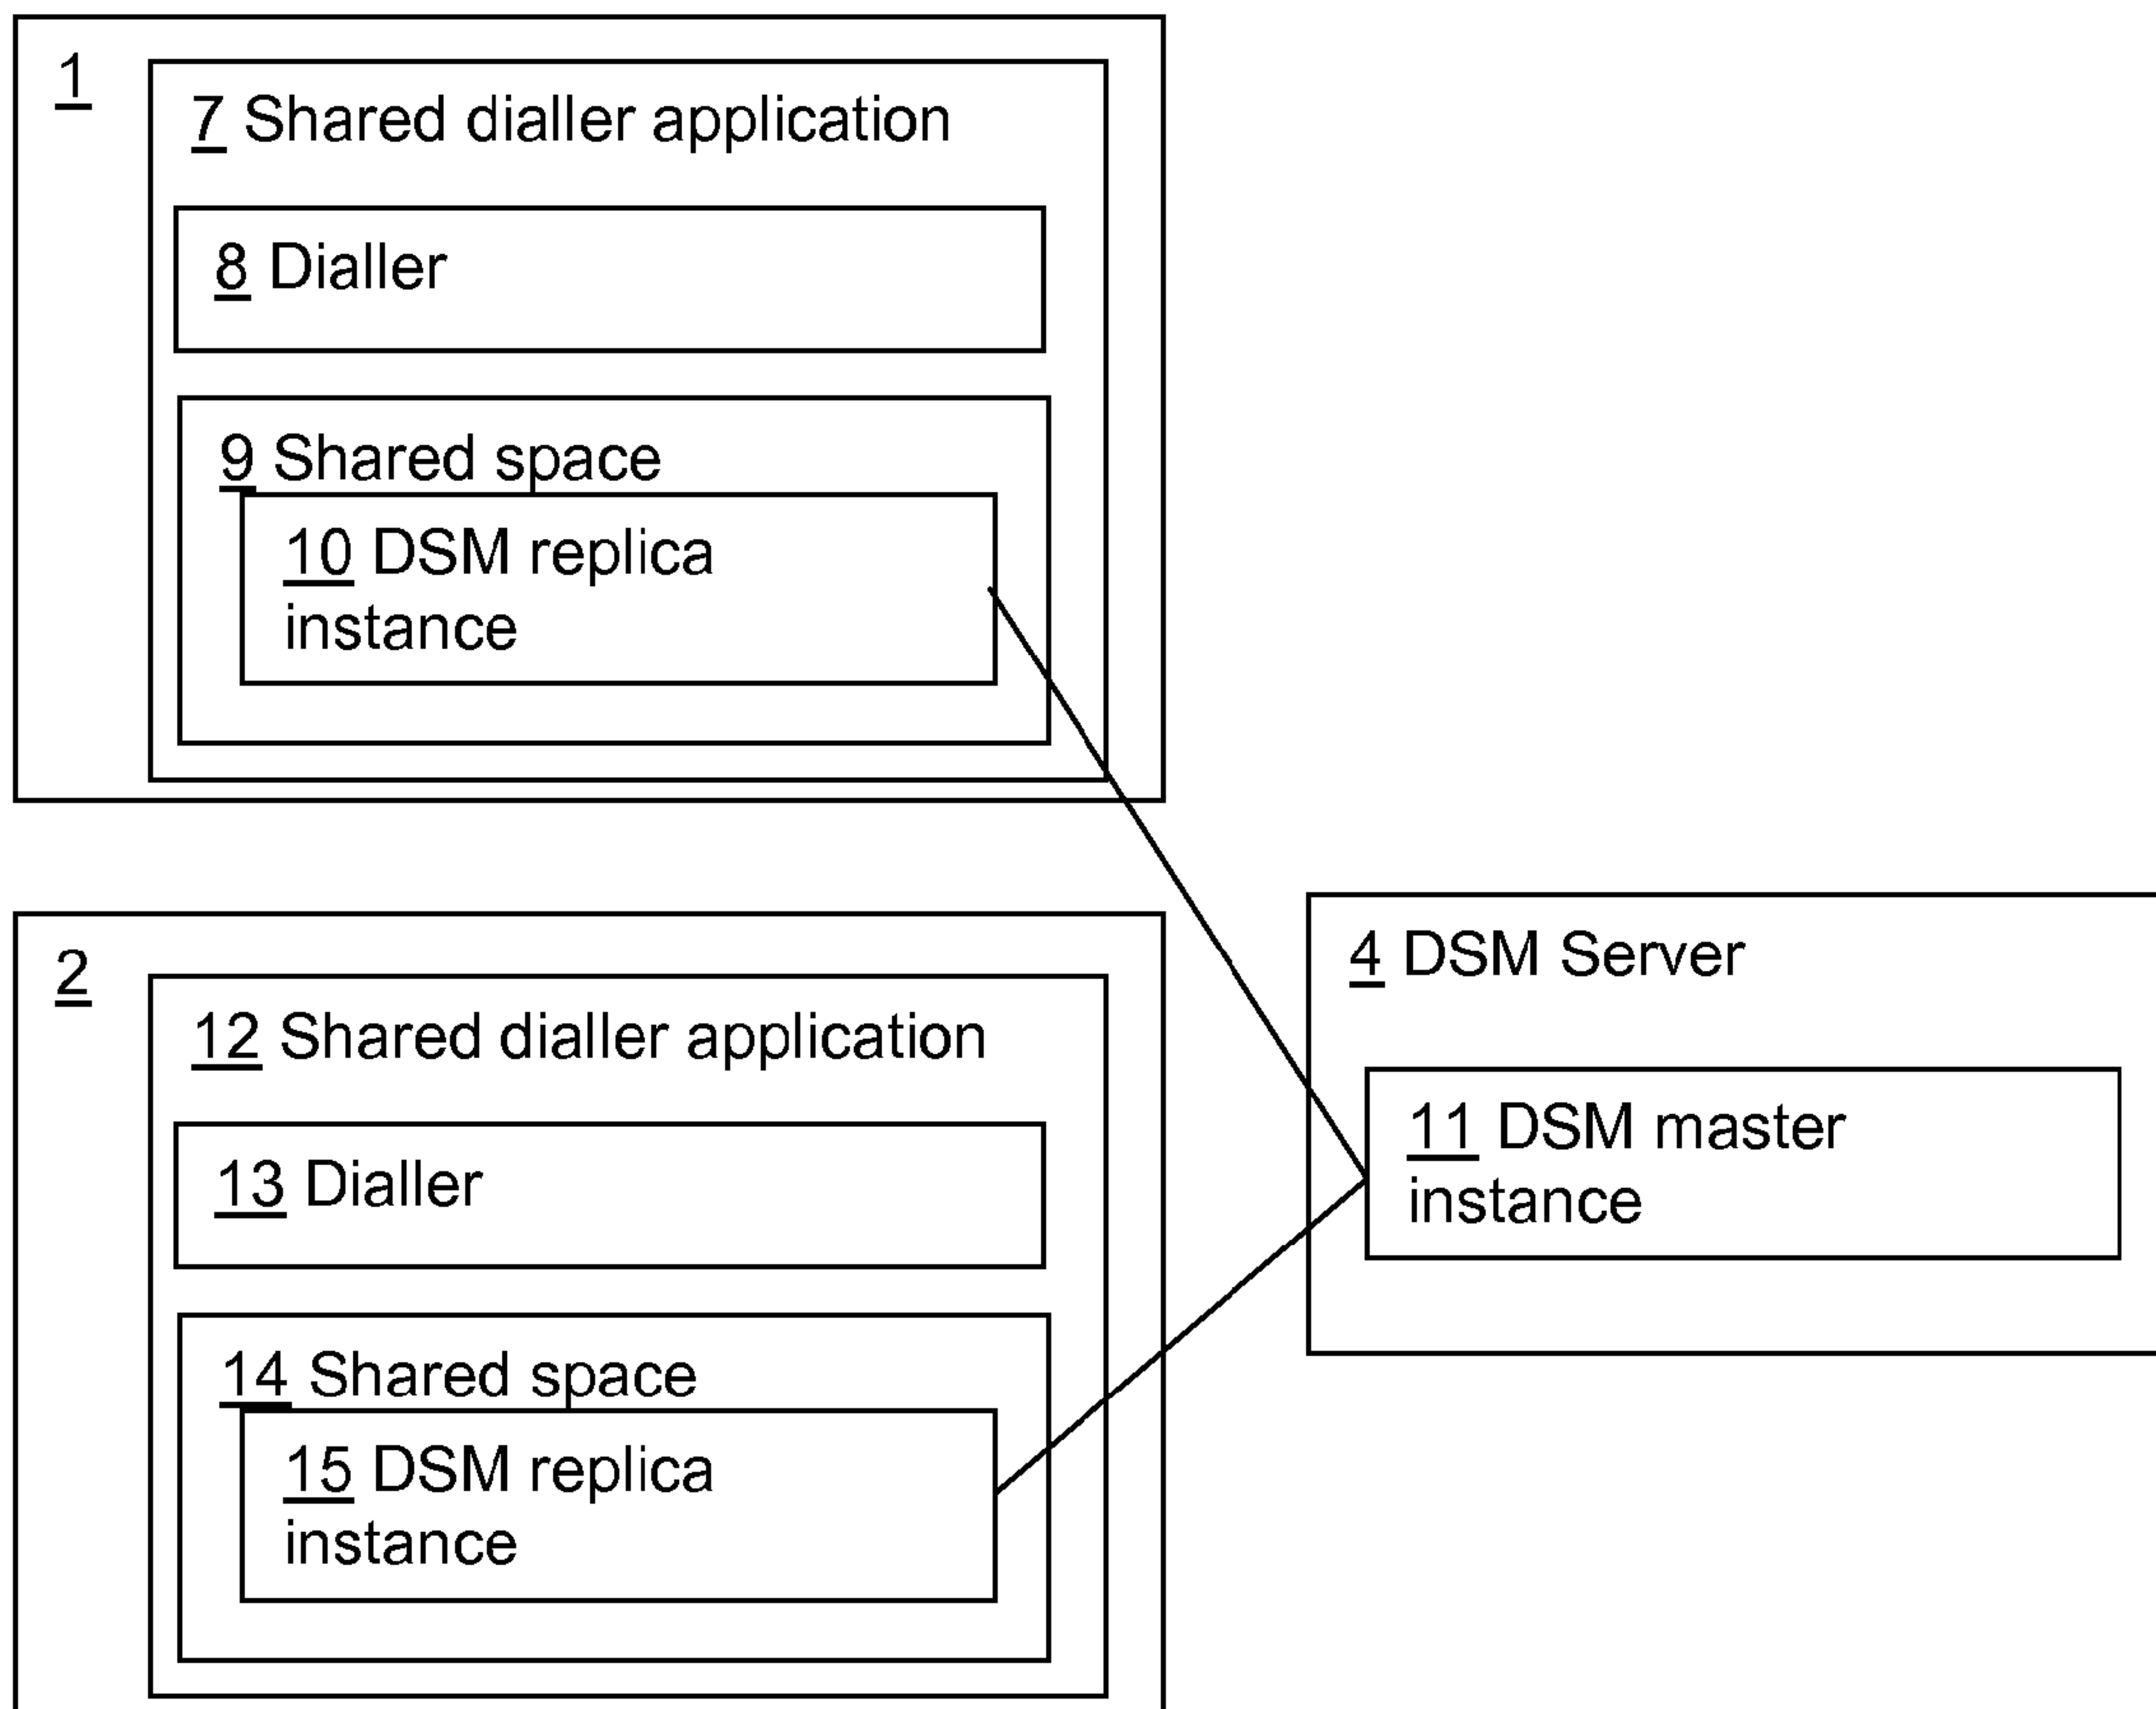 1
7 Shared dialler application
8 Dialler
9 Shared space
10 DSM replica
instance
2
12 Shared dialler application
13 Dialler
14 Shared space
15 DSM replica
instance
4 DSM Server
11 DSM master
instance